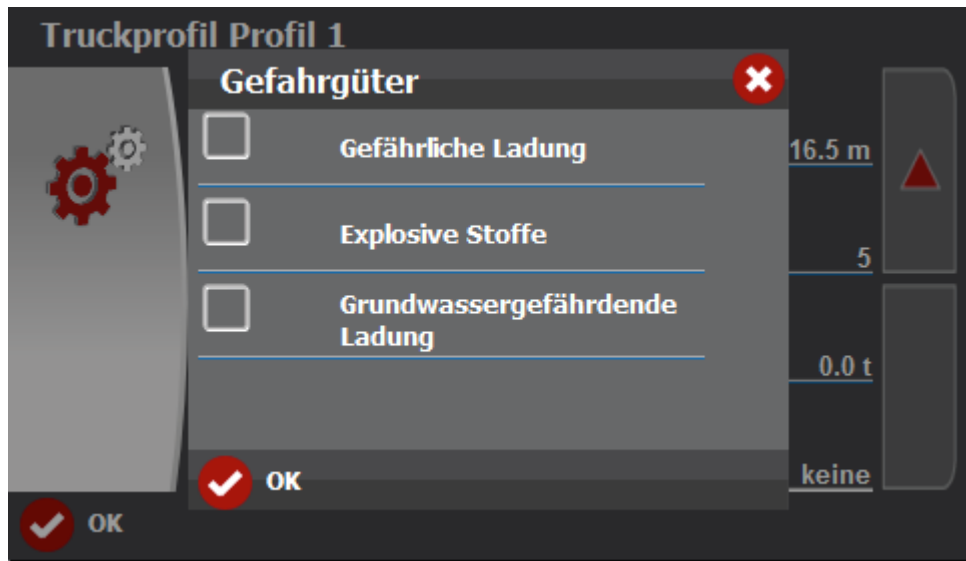 Truckprofil Profil 1
Gefahrgüter
Gefährliche Ladung
16.5 m
Explosive Stoffe
5
Grundwassergefährdende
Ladung
0.0 t
keine
OK
OK